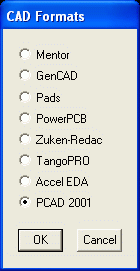 CAD Formats
Mentor
GenCAD
Pads
PowerPCB
Zuken-Redac
TangoPRO
Accel EDA
PCAD 2001
OK
Cancel